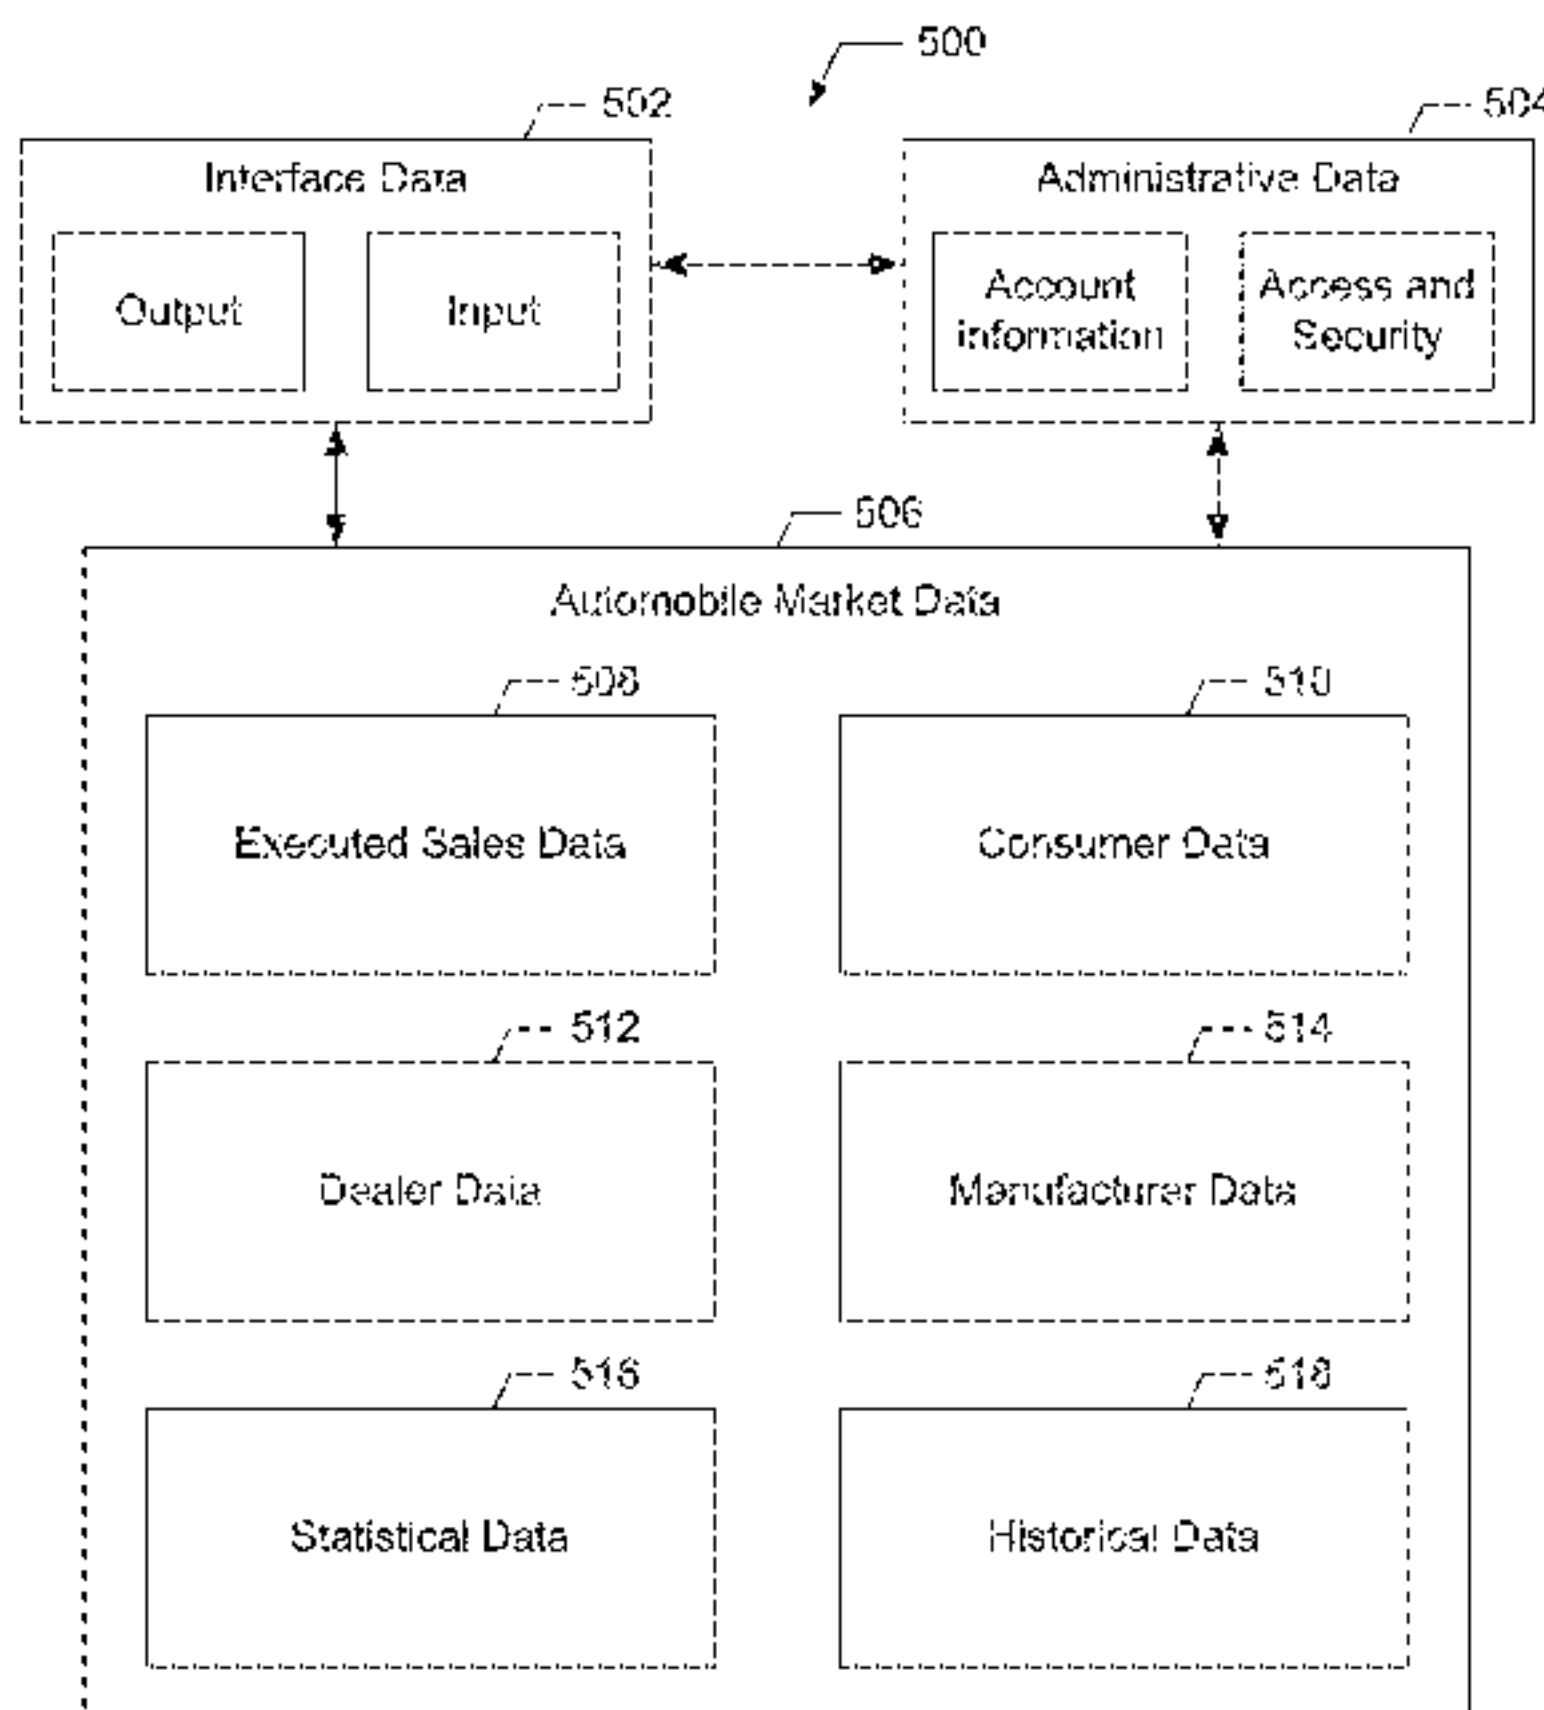 500
502
504
Interface Data
Administrative Data
Output
Input
Account
information
Access and
Security
506
Automobile Market Data
508
510
Executed Sales Data
Consumer Data
512
514
Dealer Data
Manufacturer Data
516
518
Statistical Data
Historical Data